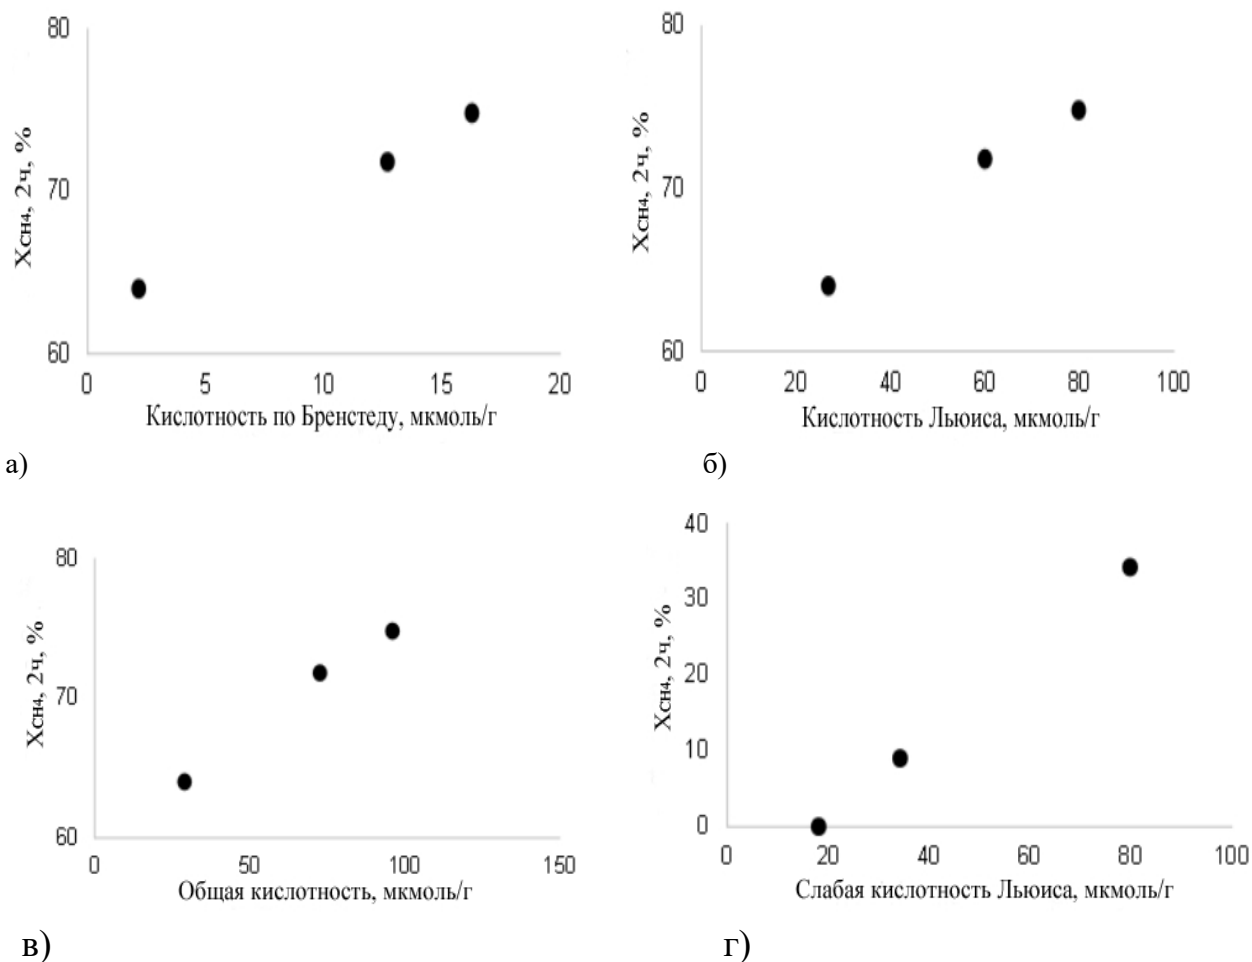 80
70
60
0 5 10 15 20
Xсн₄, 2ч, %
Кислотность по Бренстеду, мкмоль/г
а)
80
70
60
0 20 40 60 80 100
Xсн₄, 2ч, %
Кислотность Льюиса, мкмоль/г
б)
80
70
60
0 50 100 150
Xсн₄, 2ч, %
Общая кислотность, мкмоль/г
в)
40
30
20
10
0
0 20 40 60 80 100
Xсн₄, 2ч, %
Слабая кислотность Льюиса, мкмоль/г
г)